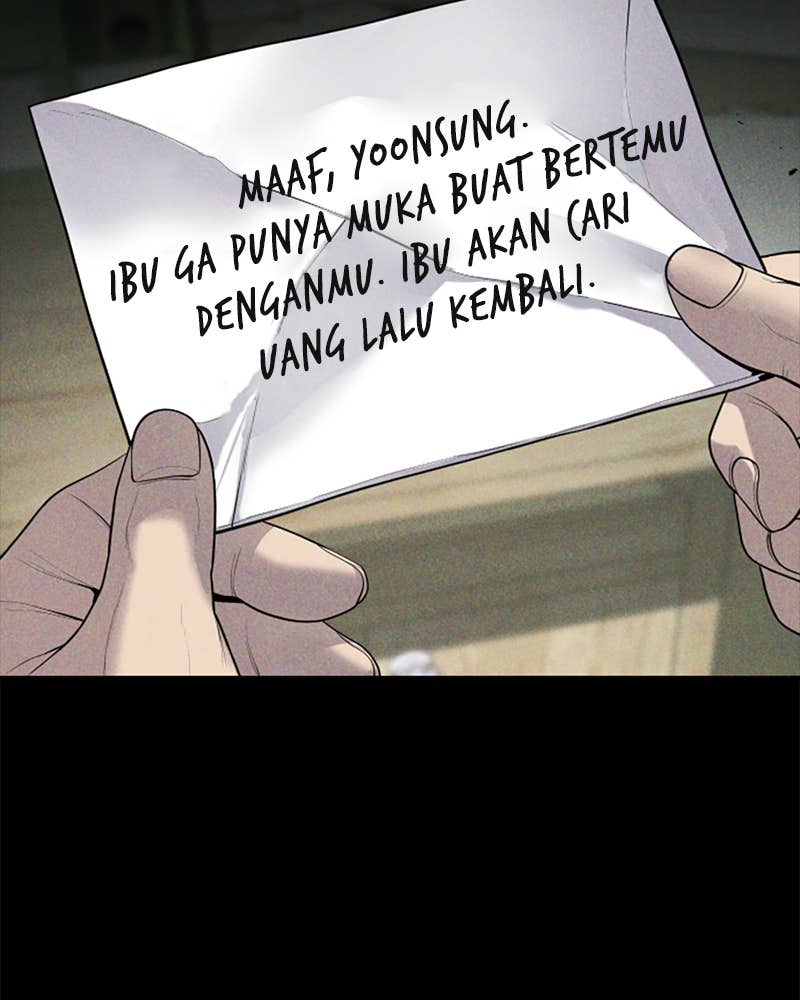 MAAF, YOONSUNG.
IBU GA PUNYA MUKA BUAT BERTEMU
DENGANMU. IBU AKAN CARI
UANG LALU KEMBALI.